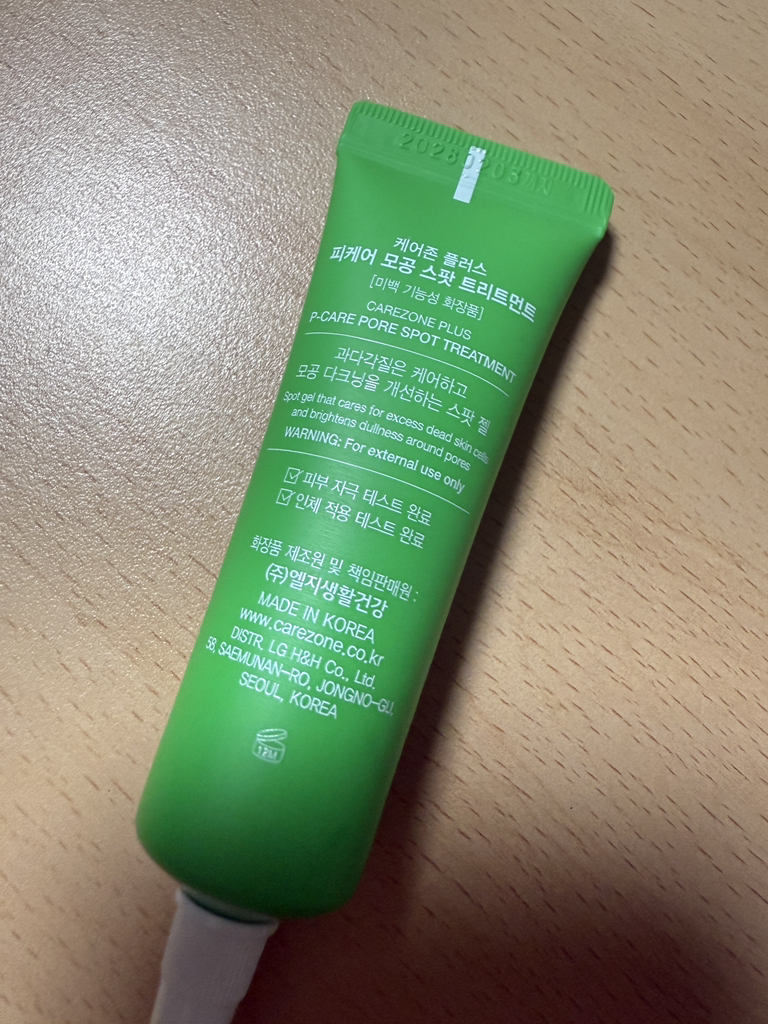 케어존 플러스
피케어 모공 스팟 트리트먼트
[미백 기능성 화장품]
CAREZONE PLUS
P-CARE PORE SPOT TREATMENT
과다각질은 케어하고
모공 다크닝을 개선하는 스팟 젤
Spot gel that cares for excess dead skin cells
and brightens dullness around pores
WARNING: For external use only
피부 자극 테스트 완료
인체 적용 테스트 완료
화장품 제조원 및 책임판매원 :
(주)엘지생활건강
MADE IN KOREA
www.carezone.co.kr
DISTR. LG H&H Co., Ltd.
58, SAEMUNAN-RO, JONGNO-GU,
SEOUL, KOREA
12M